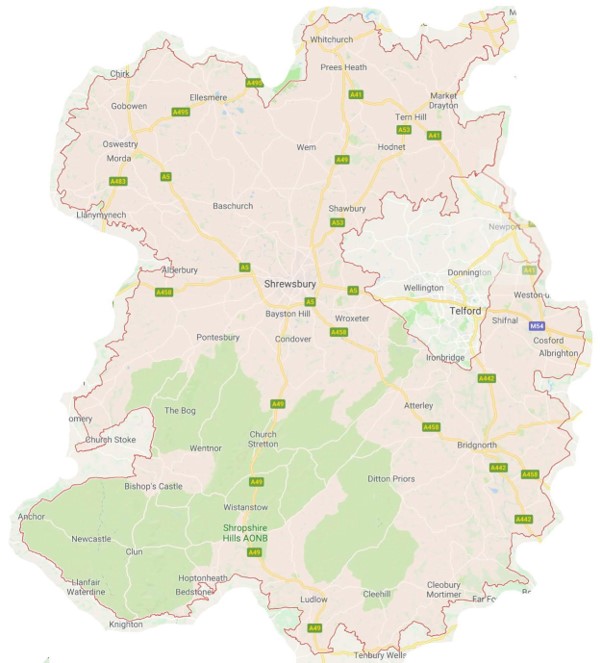 M
Whitchurch
Prees Heath
Chirk
A495
Ellesmere
A41
Market
Drayton
Gobowen
A495
Tern Hill
A53
A41
Oswestry
Wem
Hodnet
Morda
A49
A483
A5
Baschurch
Shawbury
Llanymynech
A53
Newport
Alderbury
A5
Donnington
A41
Shrewsbury
Wellington
A458
A5
Weston-u
A5
Bayston Hill
Wroxeter
Telford
Shifnal
A458
M54
Pontesbury
Condover
Cosford
Ironbridge
Albrighton
A442
A49
Atterley
The Bog
omery
A458
Church Stoke
Church
Stretton
Bridgnorth
Wentnor
A442
A458
A49
Ditton Priors
Bishop's Castle
Wistanstow
Anchor
A442
Shropshire
Hills AONB
Newcastle
Clun
A49
Llanfair
Waterdine
Hoptonheath
Bedstone
Cleehill
Cleobury
Mortimer
Ludlow
Far Fo
Knighton
A49
Tenbury Wells